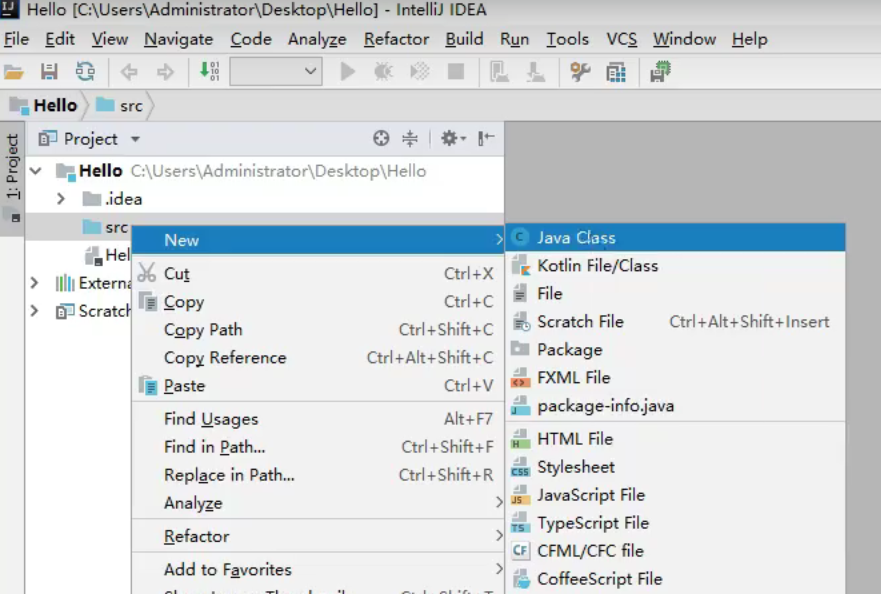 Hello [C:\Users\Administrator\Desktop\Hello] - IntelliJ IDEA
File Edit View Navigate Code Analyze Refactor Build Run Tools VCS Window Help
Hello src
1: Project
Project
Hello C:\Users\Administrator\Desktop\Hello
.idea
src
Hel
Externa
Scratch
New
Cut Ctrl+X
Copy Ctrl+C
Copy Path Ctrl+Shift+C
Copy Reference Ctrl+Alt+Shift+C
Paste Ctrl+V
Find Usages Alt+F7
Find in Path... Ctrl+Shift+F
Replace in Path... Ctrl+Shift+R
Analyze
Refactor
Add to Favorites
Java Class
Kotlin File/Class
File
Scratch File Ctrl+Alt+Shift+Insert
Package
FXML File
package-info.java
HTML File
Stylesheet
JavaScript File
TypeScript File
CFML/CFC file
CoffeeScript File